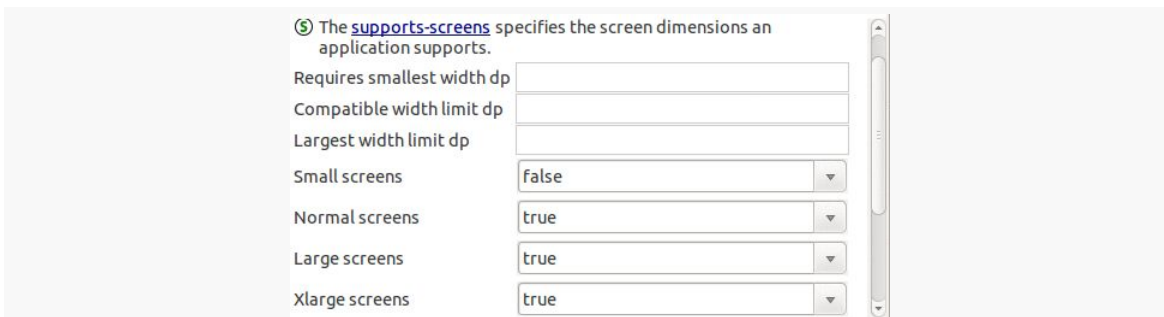 S The supports-screens specifies the screen dimensions an
application supports.
Requires smallest width dp
Compatible width limit dp
Largest width limit dp
Small screens false
Normal screens true
Large screens true
Xlarge screens true